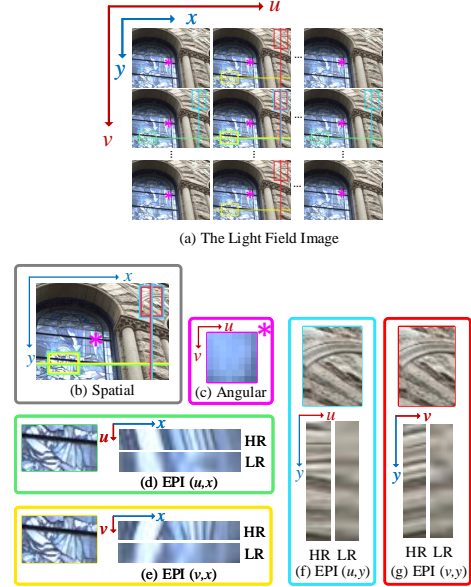 u
x
y
v
(a) The Light Field Image
x
y
(b) Spatial
u
v
(c) Angular
u
x
HR
LR
(d) EPI (u,x)
v
x
HR
LR
(e) EPI (v,x)
u
y
HR LR
(f) EPI (u,y)
v
y
HR LR
(g) EPI (v,y)